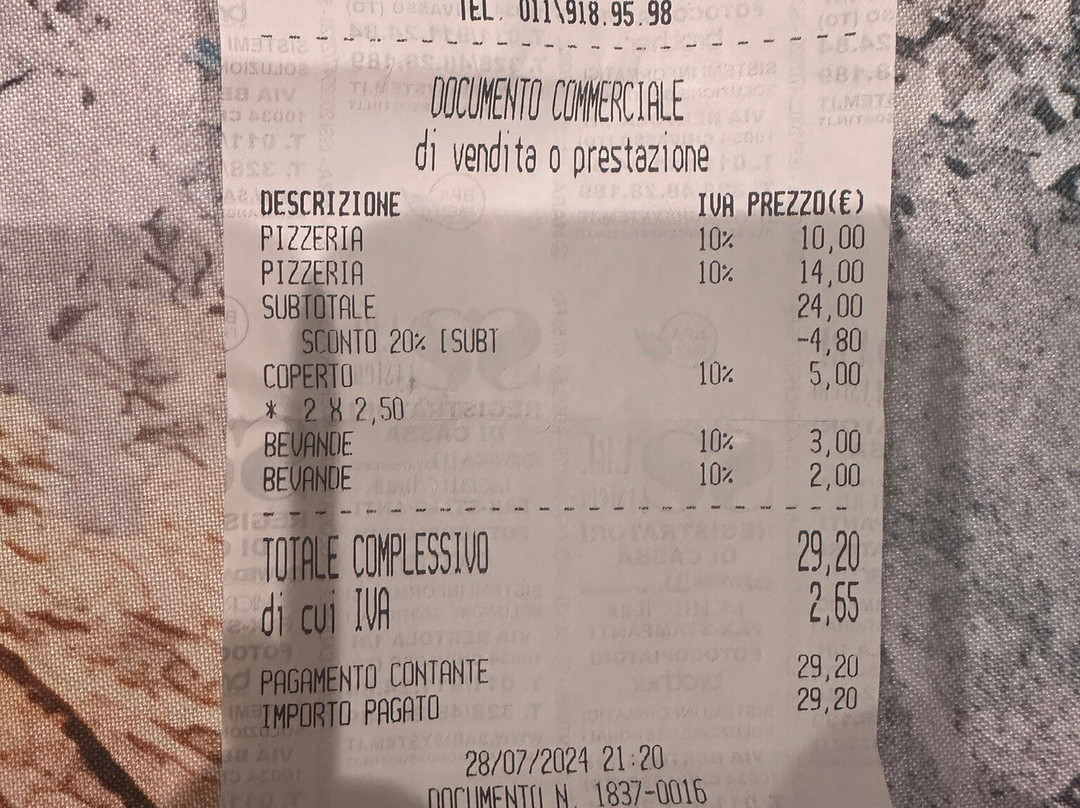 TEL. 011\918.95.98
DOCUMENTO COMMERCIALE
di vendita o prestazione
DESCRIZIONE IVA PREZZO(€)
PIZZERIA 10% 10,00
PIZZERIA 10% 14,00
SUBTOTALE 24,00
SCONTO 20% [SUBT -4,80
COPERTO 10% 5,00
* 2 X 2,50
BEVANDE 10% 3,00
BEVANDE 10% 2,00
TOTALE COMPLESSIVO 29,20
di cui IVA 2,65
PAGAMENTO CONTANTE 29,20
IMPORTO PAGATO 29,20
28/07/2024 21:20
DOCUMENTO N. 1837-0016